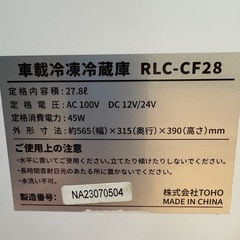 車載冷凍冷蔵庫 RLC-CF28
定格内容積：27.8ℓ
定格電圧：AC 100V DC 12V/24V
定格消費電力：45W
外形寸法：約565(幅)×315(奥行)×390(高さ)mm
ご使用上の注意
・水平に置いてご使用ください。立てたり傾けたりしないでください。
・長時間直射日光のあたる所に置かないでください。
・水洗い不可。
製造番号：NA23070504
株式会社TOHO
MADE IN CHINA